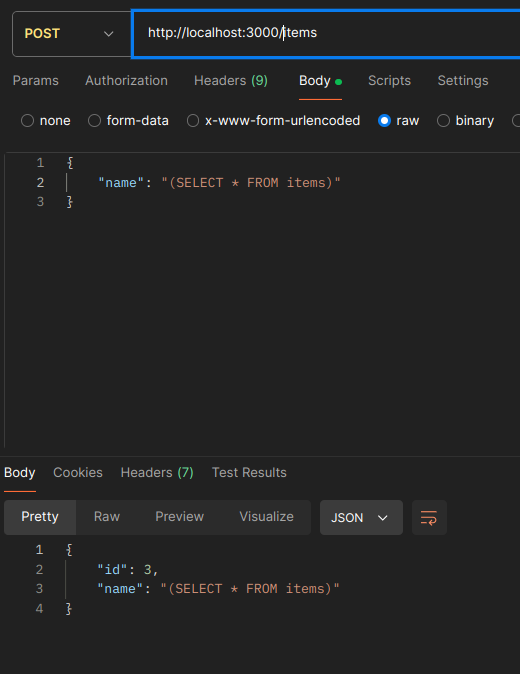 POST http://localhost:3000/items
Params Authorization Headers (9) Body Scripts Settings
none form-data x-www-form-urlencoded raw binary
1 {
2 "name": "(SELECT * FROM items)"
3 }
Body Cookies Headers (7) Test Results
Pretty Raw Preview Visualize JSON
1 {
2 "id": 3,
3 "name": "(SELECT * FROM items)"
4 }